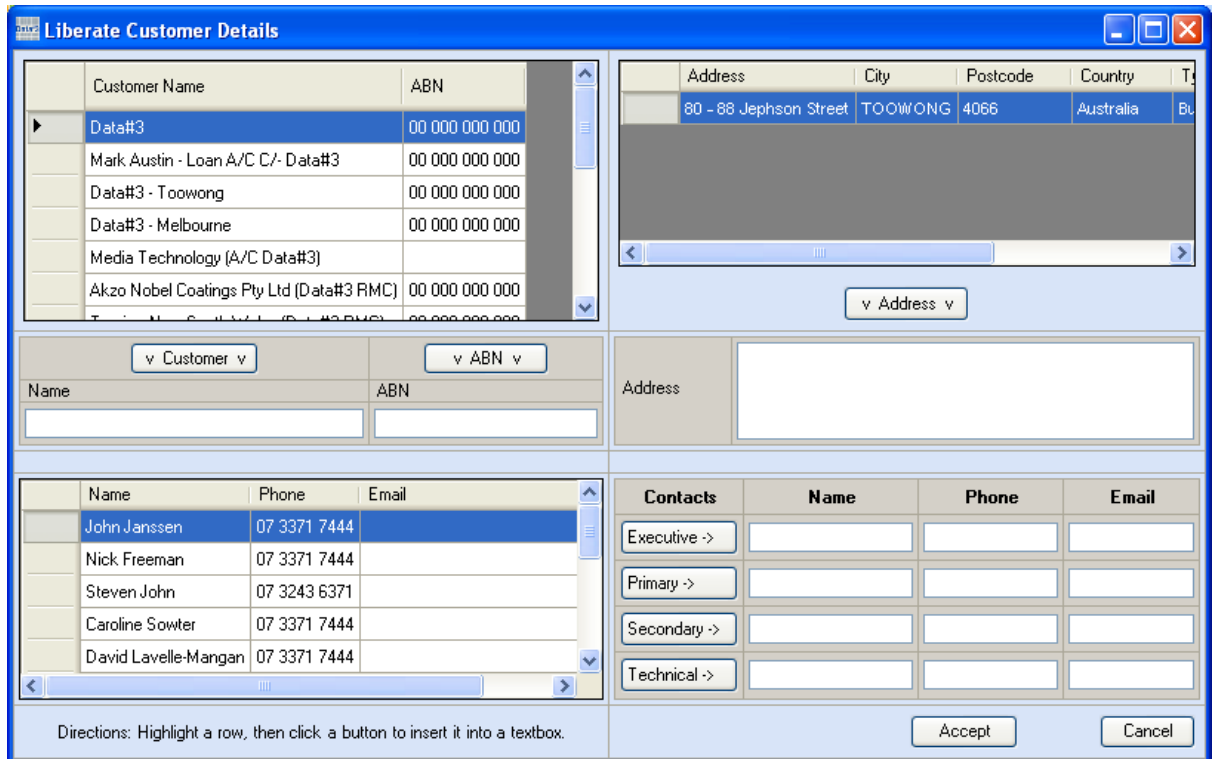 Liberate Customer Details
Customer Name ABN
Data#3 00 000 000 000
Mark Austin - Loan A/C C/- Data#3 00 000 000 000
Data#3 - Toowong 00 000 000 000
Data#3 - Melbourne 00 000 000 000
Media Technology (A/C Data#3)
Akzo Nobel Coatings Pty Ltd (Data#3 RMC) 00 000 000 000
Address City Postcode Country
80 - 88 Jephson Street TOOWONG 4066 Australia
v Address v
v Customer v v ABN v
Name ABN
Address
Name Phone Email
John Janssen 07 3371 7444
Nick Freeman 07 3371 7444
Steven John 07 3243 6371
Caroline Sowter 07 3371 7444
David Lavelle-Mangan 07 3371 7444
Contacts Name Phone Email
Executive ->
Primary ->
Secondary ->
Technical ->
Directions: Highlight a row, then click a button to insert it into a textbox.
Accept Cancel